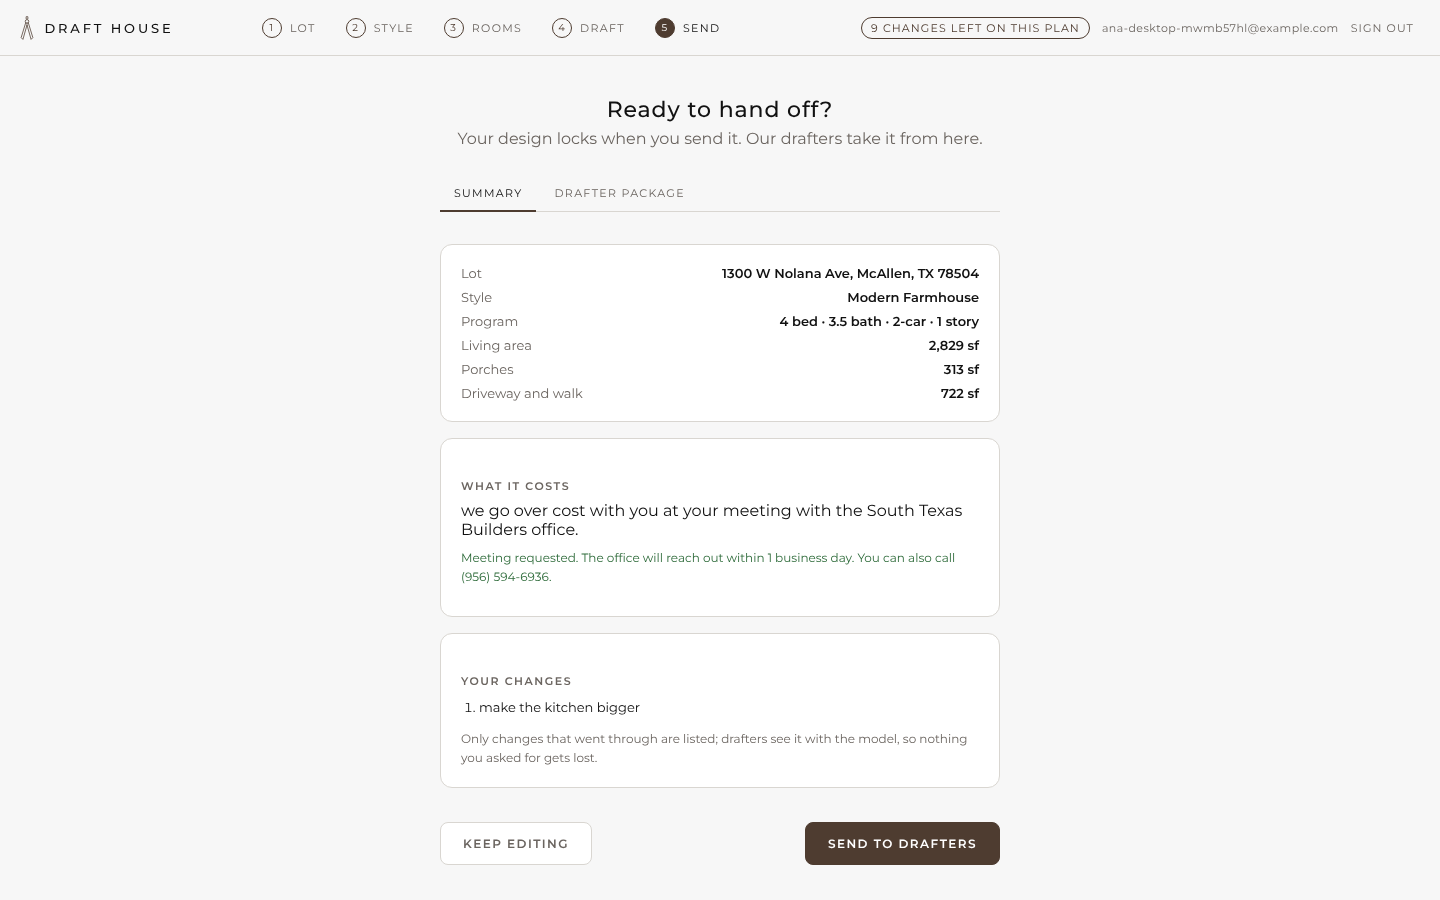 DRAFT HOUSE
1 LOT
2 STYLE
3 ROOMS
4 DRAFT
5 SEND
9 CHANGES LEFT ON THIS PLAN
ana-desktop-mwmb57hl@example.com
SIGN OUT
Ready to hand off?
Your design locks when you send it. Our drafters take it from here.
SUMMARY
DRAFTER PACKAGE
Lot 1300 W Nolana Ave, McAllen, TX 78504
Style Modern Farmhouse
Program 4 bed · 3.5 bath · 2-car · 1 story
Living area 2,829 sf
Porches 313 sf
Driveway and walk 722 sf
WHAT IT COSTS
we go over cost with you at your meeting with the South Texas
Builders office.
Meeting requested. The office will reach out within 1 business day. You can also call
(956) 594-6936.
YOUR CHANGES
1. make the kitchen bigger
Only changes that went through are listed; drafters see it with the model, so nothing
you asked for gets lost.
KEEP EDITING
SEND TO DRAFTERS